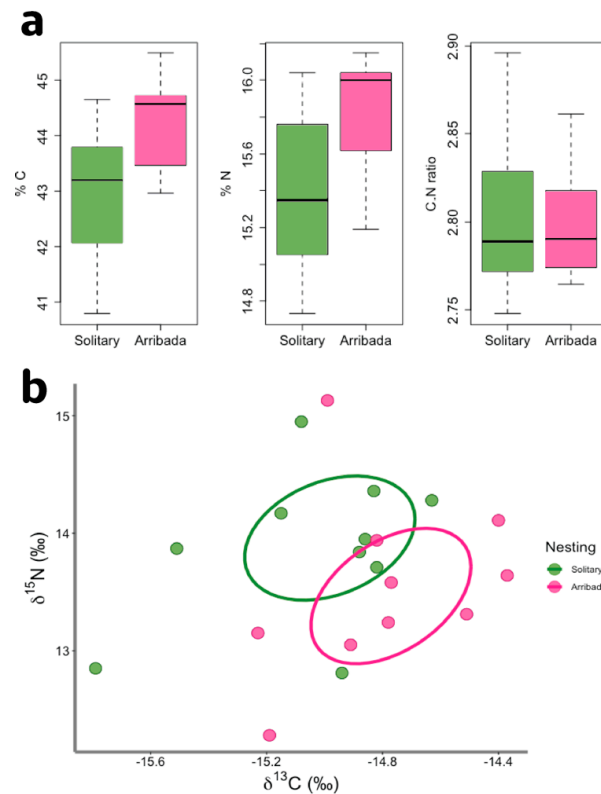 a
% C
41
42
43
44
45
Solitary
Arribada
% N
14.8
15.2
15.6
16.0
Solitary
Arribada
C.N ratio
2.75
2.80
2.85
2.90
Solitary
Arribada
b
δ15N (‰)
15
14
13
-15.6
-15.2
-14.8
-14.4
δ13C (‰)
Nesting
Solitary
Arribada